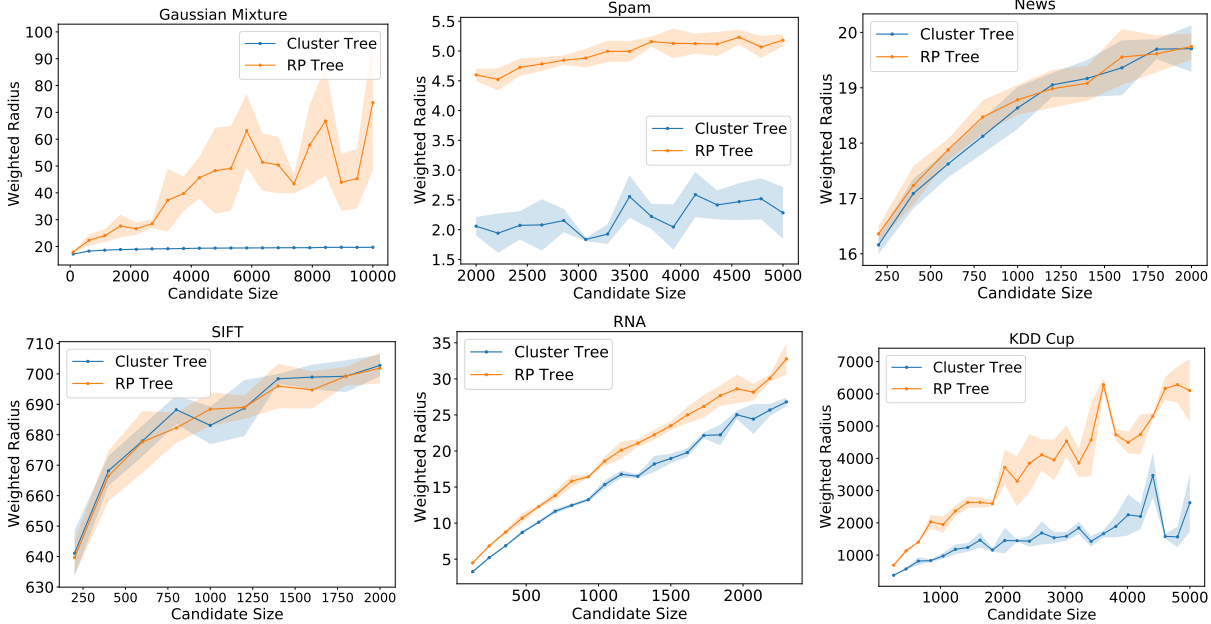 Gaussian Mixture
Weighted Radius
100
90
80
70
60
50
40
30
20
Cluster Tree
RP Tree
0 2000 4000 6000 8000 10000
Candidate Size
Spam
Weighted Radius
5.5
5.0
4.5
4.0
3.5
3.0
2.5
2.0
1.5
Cluster Tree
RP Tree
2000 2500 3000 3500 4000 4500 5000
Candidate Size
News
Weighted Radius
20
19
18
17
16
Cluster Tree
RP Tree
250 500 750 1000 1250 1500 1750 2000
Candidate Size
SIFT
Weighted Radius
710
700
690
680
670
660
650
640
630
Cluster Tree
RP Tree
250 500 750 1000 1250 1500 1750 2000
Candidate Size
RNA
Weighted Radius
35
30
25
20
15
10
5
Cluster Tree
RP Tree
500 1000 1500 2000
Candidate Size
KDD Cup
Weighted Radius
7000
6000
5000
4000
3000
2000
1000
Cluster Tree
RP Tree
1000 2000 3000 4000 5000
Candidate Size